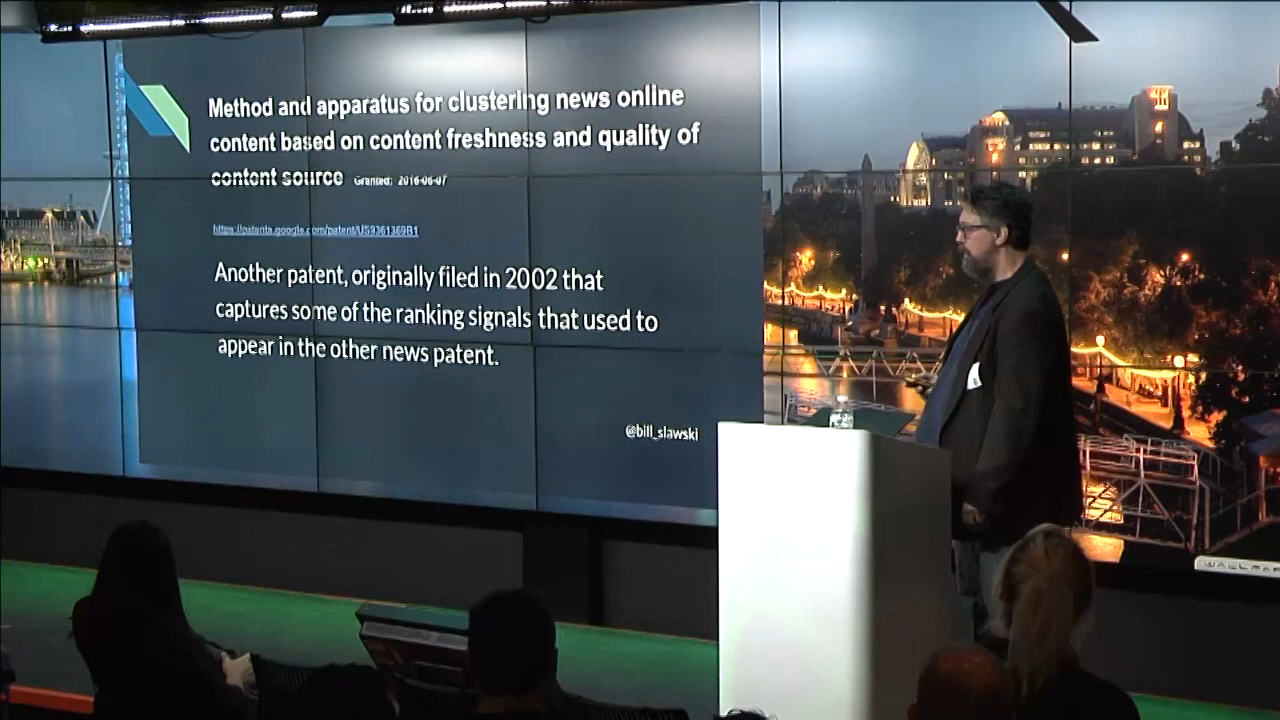 Method and apparatus for clustering news online
content based on content freshness and quality of
content source Granted: 2016-06-07
https://patents.google.com/patent/US9361369B1
Another patent, originally filed in 2002 that
captures some of the ranking signals that used to
appear in the other news patent.
@bill_slawski